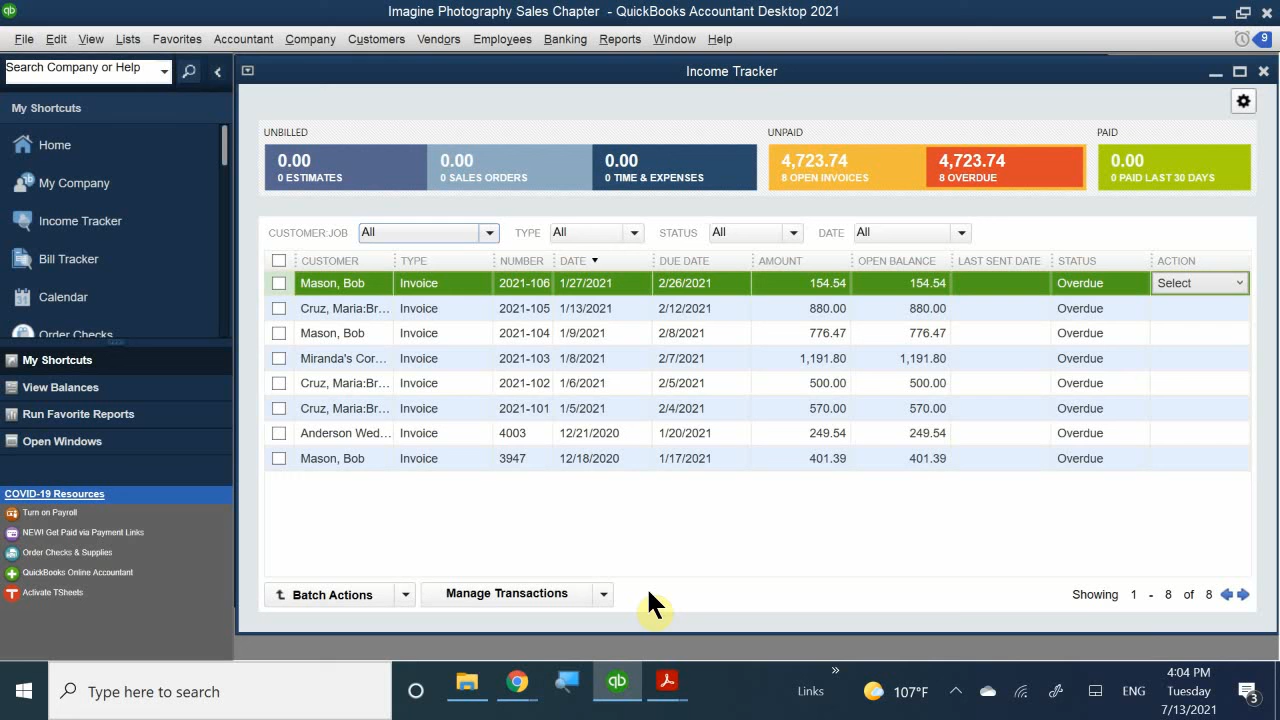 qb Imagine Photography Sales Chapter - QuickBooks Accountant Desktop 2021
File Edit View Lists Favorites Accountant Company Customers Vendors Employees Banking Reports Window Help 9
Search Company or Help
Income Tracker
My Shortcuts
Home
My Company
Income Tracker
Bill Tracker
Calendar
Order Checks
My Shortcuts
View Balances
Run Favorite Reports
Open Windows
COVID-19 Resources
Turn on Payroll
NEW! Get Paid via Payment Links
Order Checks & Supplies
QuickBooks Online Accountant
T Activate TSheets
UNBILLED UNPAID PAID
0.00 0.00 0.00 4,723.74 4,723.74 0.00
0 ESTIMATES 0 SALES ORDERS 0 TIME & EXPENSES 8 OPEN INVOICES 8 OVERDUE 0 PAID LAST 30 DAYS
CUSTOMER:JOB All TYPE All STATUS All DATE All
CUSTOMER TYPE NUMBER DATE DUE DATE AMOUNT OPEN BALANCE LAST SENT DATE STATUS ACTION
Mason, Bob Invoice 2021-106 1/27/2021 2/26/2021 154.54 154.54 Overdue Select
Cruz, Maria:Br... Invoice 2021-105 1/13/2021 2/12/2021 880.00 880.00 Overdue
Mason, Bob Invoice 2021-104 1/9/2021 2/8/2021 776.47 776.47 Overdue
Miranda's Cor... Invoice 2021-103 1/8/2021 2/7/2021 1,191.80 1,191.80 Overdue
Cruz, Maria:Br... Invoice 2021-102 1/6/2021 2/5/2021 500.00 500.00 Overdue
Cruz, Maria:Br... Invoice 2021-101 1/5/2021 2/4/2021 570.00 570.00 Overdue
Anderson Wed... Invoice 4003 12/21/2020 1/20/2021 249.54 249.54 Overdue
Mason, Bob Invoice 3947 12/18/2020 1/17/2021 401.39 401.39 Overdue
Batch Actions Manage Transactions Showing 1 - 8 of 8
Type here to search qb Links » 107°F ENG 3
4:04 PM
Tuesday
7/13/2021